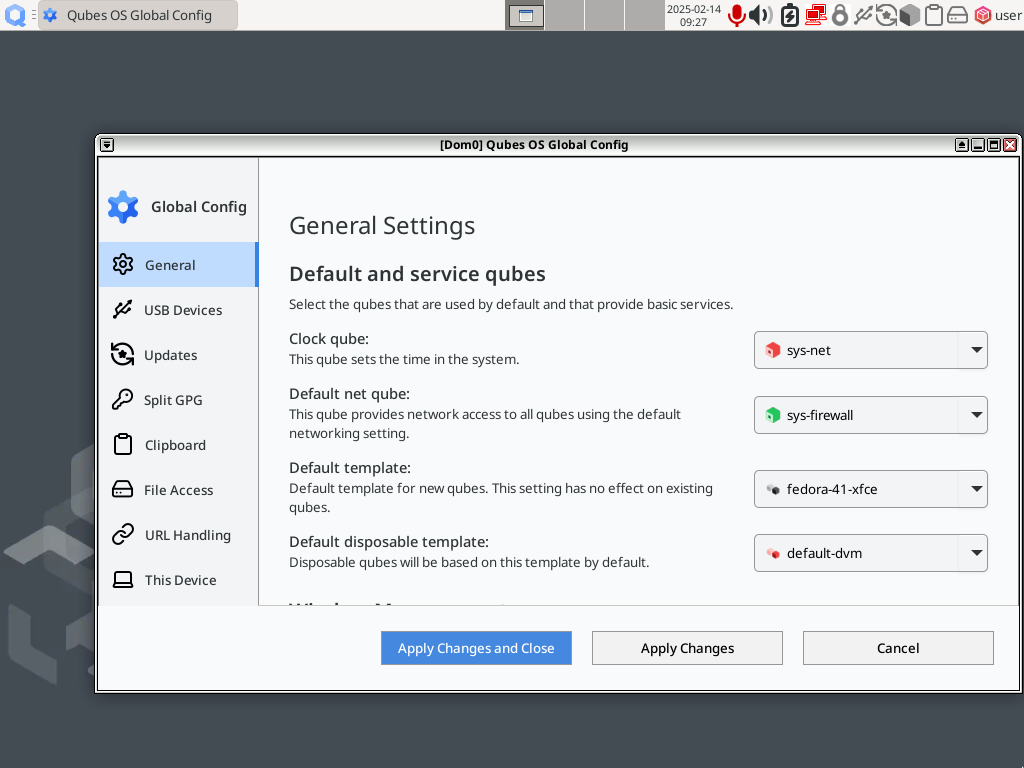 Qubes OS Global Config
2025-02-14
09:27
user
[Dom0] Qubes OS Global Config
Global Config
General
USB Devices
Updates
Split GPG
Clipboard
File Access
URL Handling
This Device
General Settings
Default and service qubes
Select the qubes that are used by default and that provide basic services.
Clock qube:
This qube sets the time in the system.
sys-net
Default net qube:
This qube provides network access to all qubes using the default
networking setting.
sys-firewall
Default template:
Default template for new qubes. This setting has no effect on existing
qubes.
fedora-41-xfce
Default disposable template:
Disposable qubes will be based on this template by default.
default-dvm
Apply Changes and Close
Apply Changes
Cancel